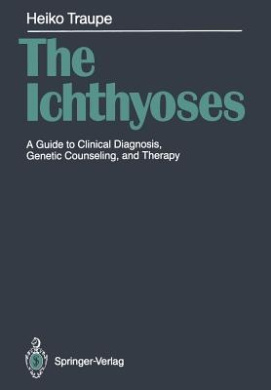 Heiko Traupe
The
Ichthyoses
A Guide to Clinical Diagnosis,
Genetic Counseling, and Therapy
Springer-Verlag